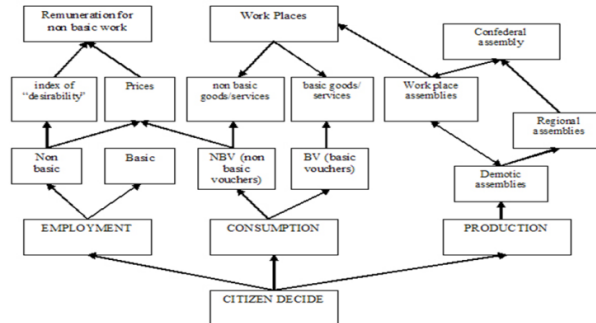 Remuneration for
non basic work
Work Places
Confederal
assembly
index of
"desirability"
Prices
non basic
goods/services
basic goods/
services
Work place
assemblies
Regional
assemblies
Non
basic
Basic
NBV (non
basic
vouchers)
BV (basic
vouchers)
Demotic
assemblies
EMPLOYMENT
CONSUMPTION
PRODUCTION
CITIZEN DECIDE